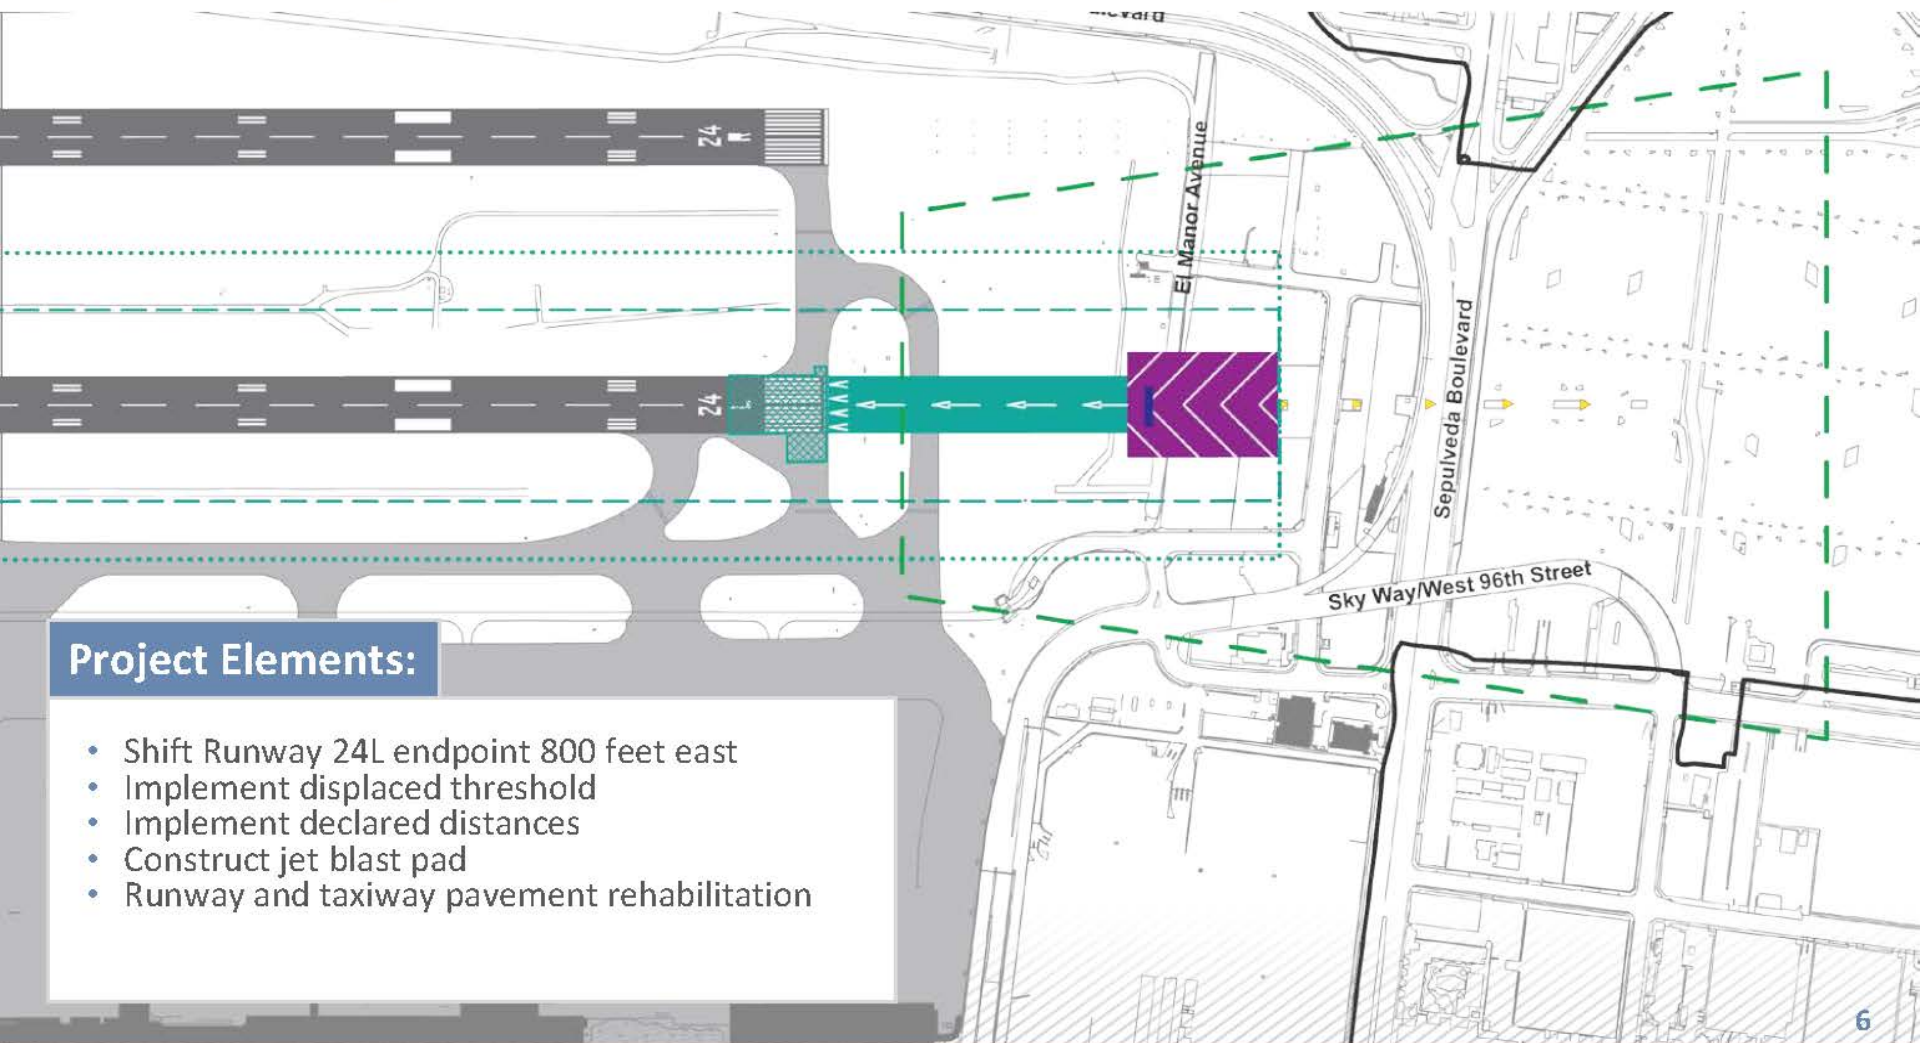 levard
24
R
El Manor Avenue
24
Sepulveda Boulevard
Sky Way/West 96th Street
Project Elements:
• Shift Runway 24L endpoint 800 feet east
• Implement displaced threshold
• Implement declared distances
• Construct jet blast pad
• Runway and taxiway pavement rehabilitation
6